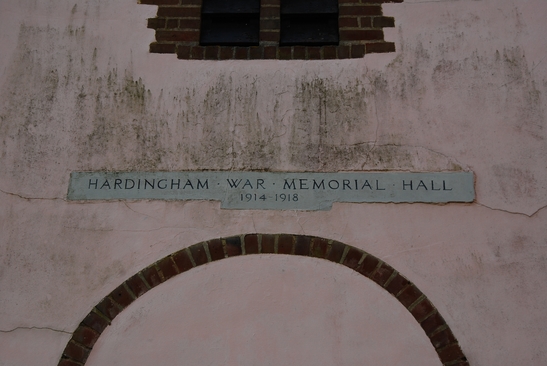 HARDINGHAM · WAR · MEMORIAL · HALL
1914-1918